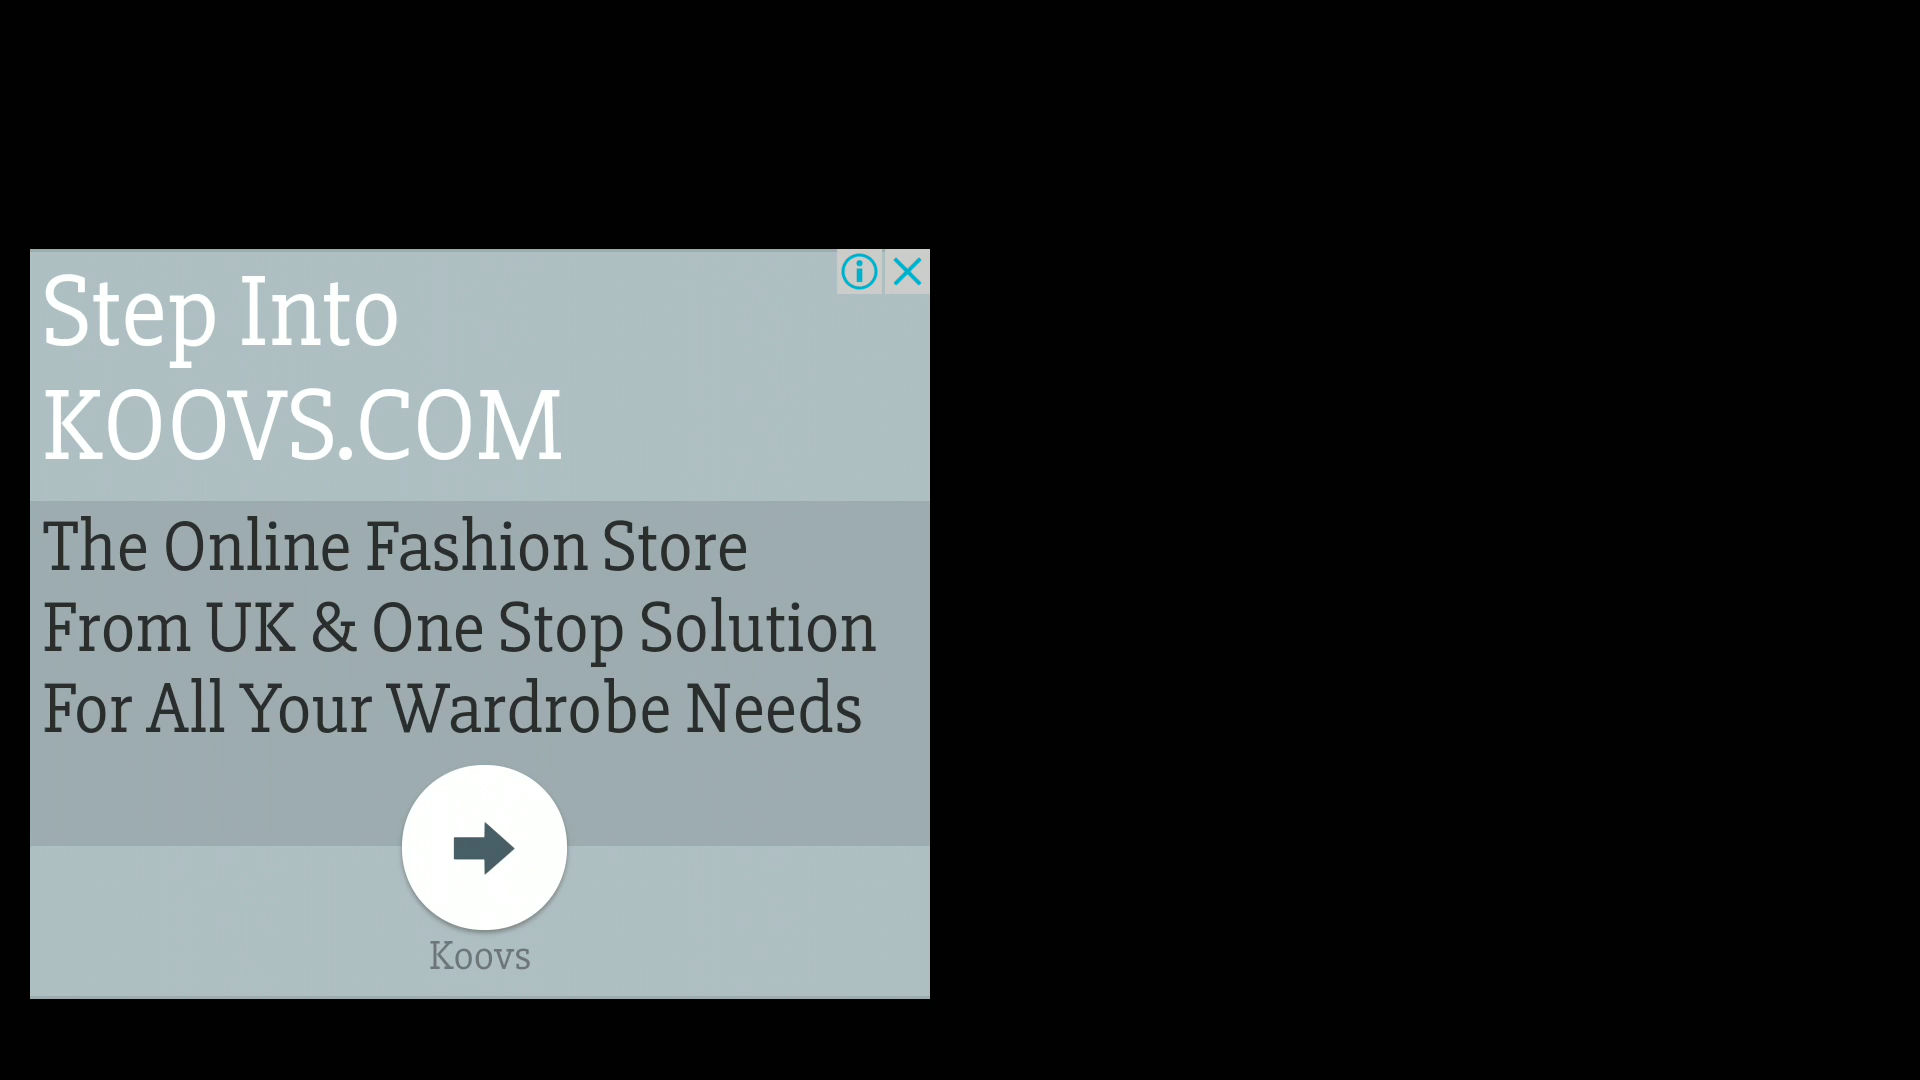 Step Into
KOOVS.COM
The Online Fashion Store
From UK & One Stop Solution
For All Your Wardrobe Needs
Koovs